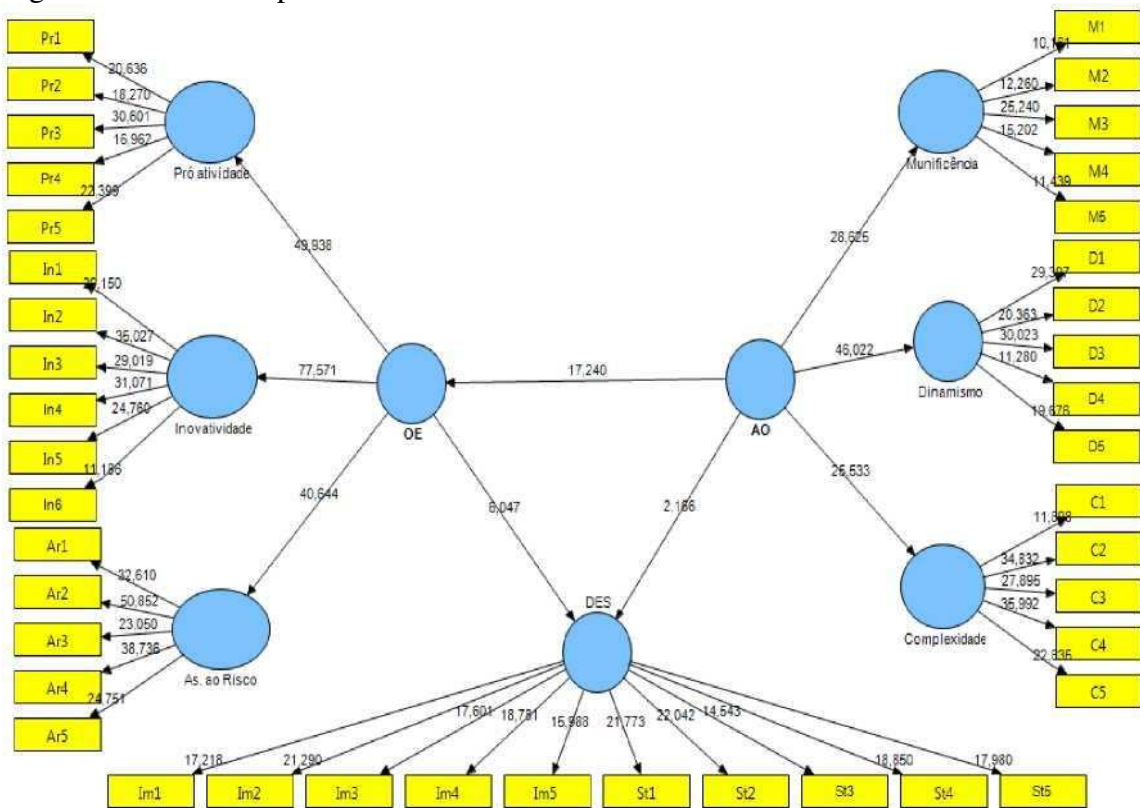 Pr1
Pr2
Pr3
Pr4
Pr5
20,636
18,270
30,601
16,962
22,399
Pró atividade
49,938
In1
In2
In3
In4
In5
In6
35,027
29,019
31,071
24,760
11,186
Inovatividade
77,571
OE
17,240
AO
40,644
6,047
2,166
Ar1
Ar2
Ar3
Ar4
Ar5
32,610
50,852
23,050
38,736
24,751
As. ao Risco
M1
M2
M3
M4
10,161
12,260
25,240
15,202
11,439
Munificência
28,625
D1
D2
D3
D4
20,363
30,023
11,280
19,676
Dinamismo
46,022
25,533
C1
C2
C3
C4
C5
34,832
27,895
35,992
22,835
Complexidade
DES
17,218
21,290
17,601
18,781
15,988
21,773
22,042
14,543
18,850
17,980
Im1
Im2
Im3
Im4
Im5
St1
St2
St3
St4
St5